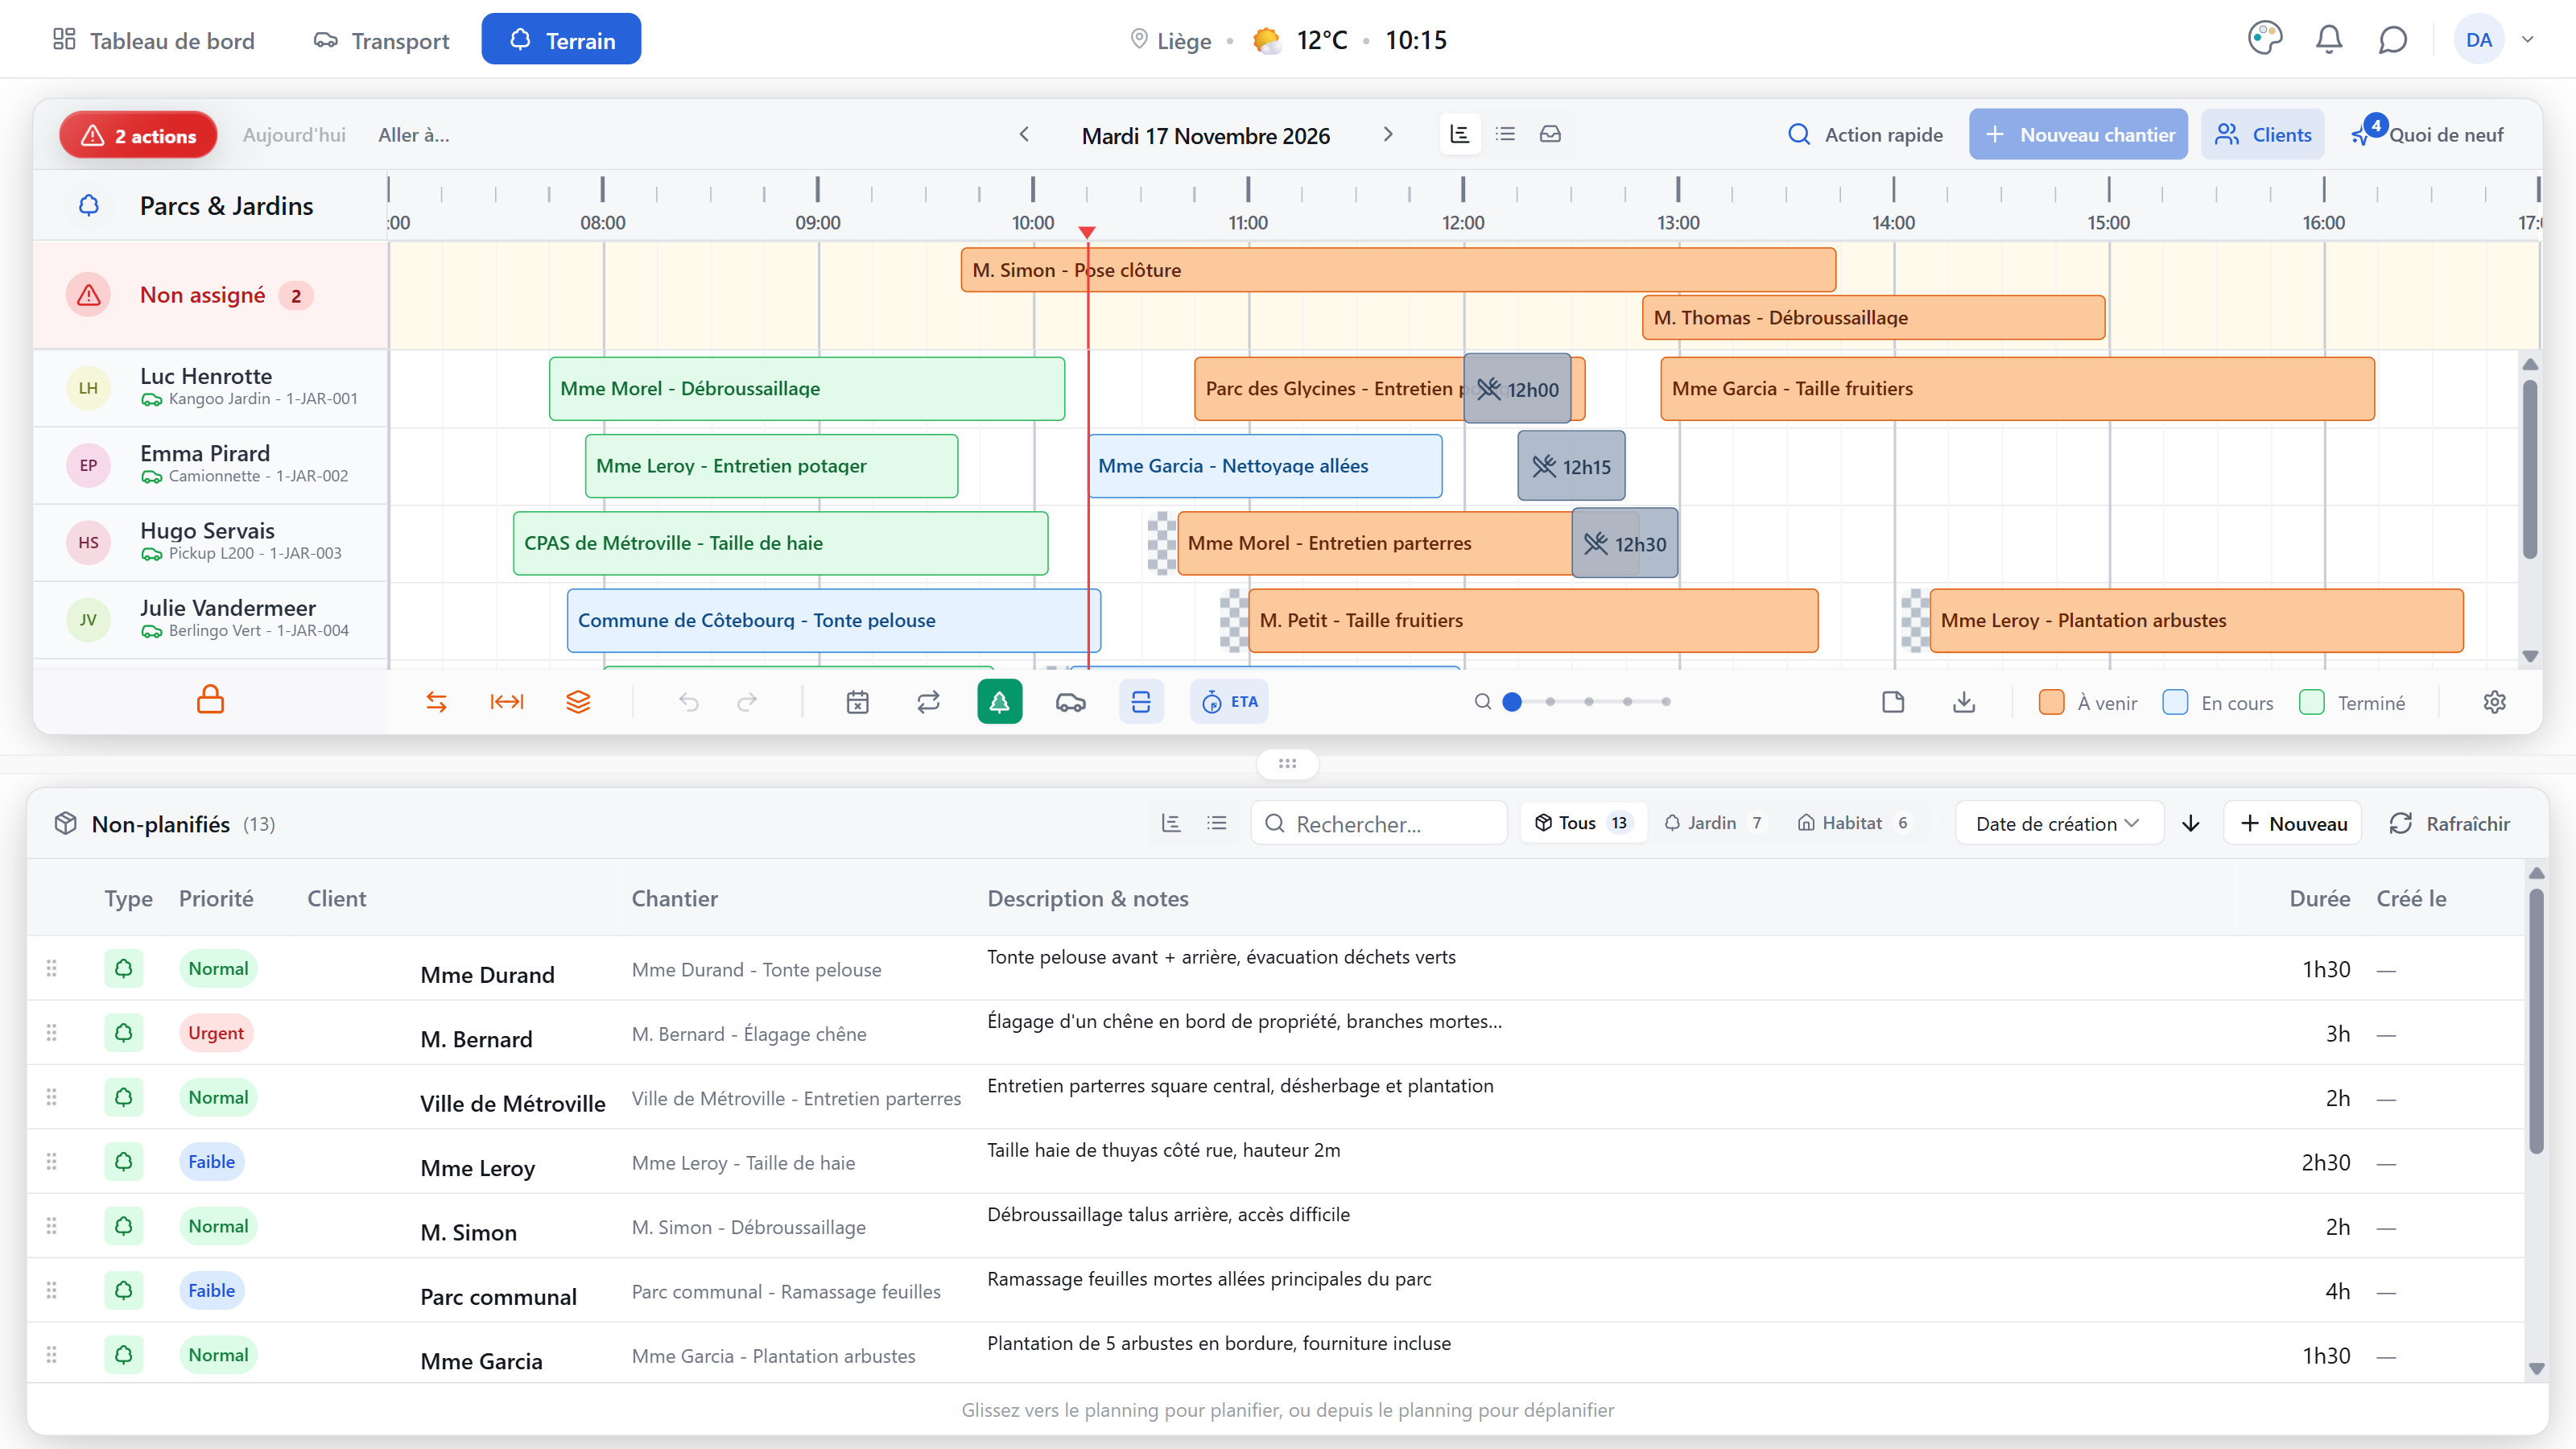 Tableau de bord
Transport
Terrain
Liège • 12°C • 10:15
DA
2 actions
Aujourd'hui
Aller à...
Mardi 17 Novembre 2026
Action rapide
Nouveau chantier
Clients
4
Quoi de neuf
Parcs & Jardins
:00 08:00 09:00 10:00 11:00 12:00 13:00 14:00 15:00 16:00 17:0
Non assigné 2
M. Simon - Pose clôture
M. Thomas - Débroussaillage
LH
Luc Henrotte
Kangoo Jardin - 1-JAR-001
Mme Morel - Débroussaillage
Parc des Glycines - Entretien
12h00
Mme Garcia - Taille fruitiers
EP
Emma Pirard
Camionnette - 1-JAR-002
Mme Leroy - Entretien potager
Mme Garcia - Nettoyage allées
12h15
HS
Hugo Servais
Pickup L200 - 1-JAR-003
CPAS de Métroville - Taille de haie
Mme Morel - Entretien parterres
12h30
JV
Julie Vandermeer
Berlingo Vert - 1-JAR-004
Commune de Côtebourg - Tonte pelouse
M. Petit - Taille fruitiers
Mme Leroy - Plantation arbustes
ETA
À venir
En cours
Terminé
Non-planifiés (13)
Rechercher...
Tous 13
Jardin 7
Habitat 6
Date de création
Nouveau
Rafraîchir
Type Priorité Client Chantier Description & notes Durée Créé le
Normal Mme Durand Mme Durand - Tonte pelouse Tonte pelouse avant + arrière, évacuation déchets verts 1h30 —
Urgent M. Bernard M. Bernard - Élagage chêne Élagage d'un chêne en bord de propriété, branches mortes... 3h —
Normal Ville de Métroville Ville de Métroville - Entretien parterres Entretien parterres square central, désherbage et plantation 2h —
Faible Mme Leroy Mme Leroy - Taille de haie Taille haie de thuyas côté rue, hauteur 2m 2h30 —
Normal M. Simon M. Simon - Débroussaillage Débroussaillage talus arrière, accès difficile 2h —
Faible Parc communal Parc communal - Ramassage feuilles Ramassage feuilles mortes allées principales du parc 4h —
Normal Mme Garcia Mme Garcia - Plantation arbustes Plantation de 5 arbustes en bordure, fourniture incluse 1h30 —
Glissez vers le planning pour planifier, ou depuis le planning pour déplanifier